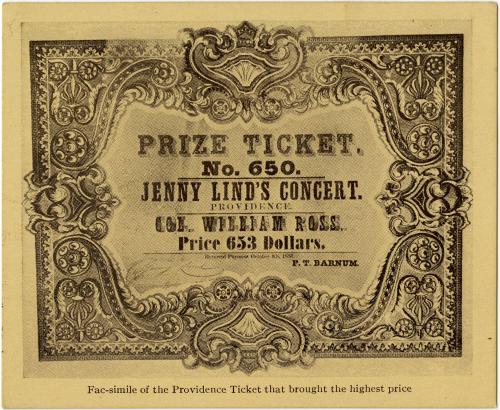 PRIZE TICKET.
No. 650.
JENNY LIND'S CONCERT.
PROVIDENCE.
COL. WILLIAM ROSS.
Price 653 Dollars.
Received Payment October
P. T. BARNUM.
Fac-simile of the Providence Ticket that brought the highest price